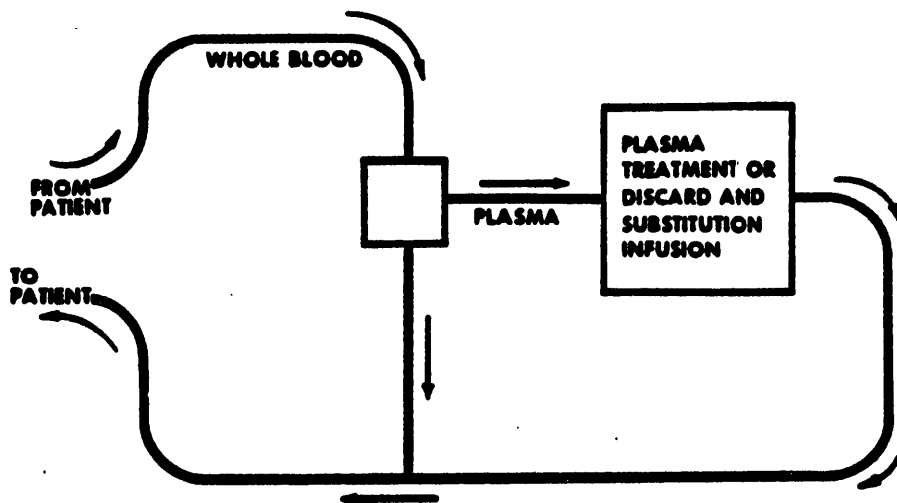 WHOLE BLOOD
FROM
PATIENT
PLASMA
PLASMA
TREATMENT OR
DISCARD AND
SUBSTITUTION
INFUSION
TO
PATIENT